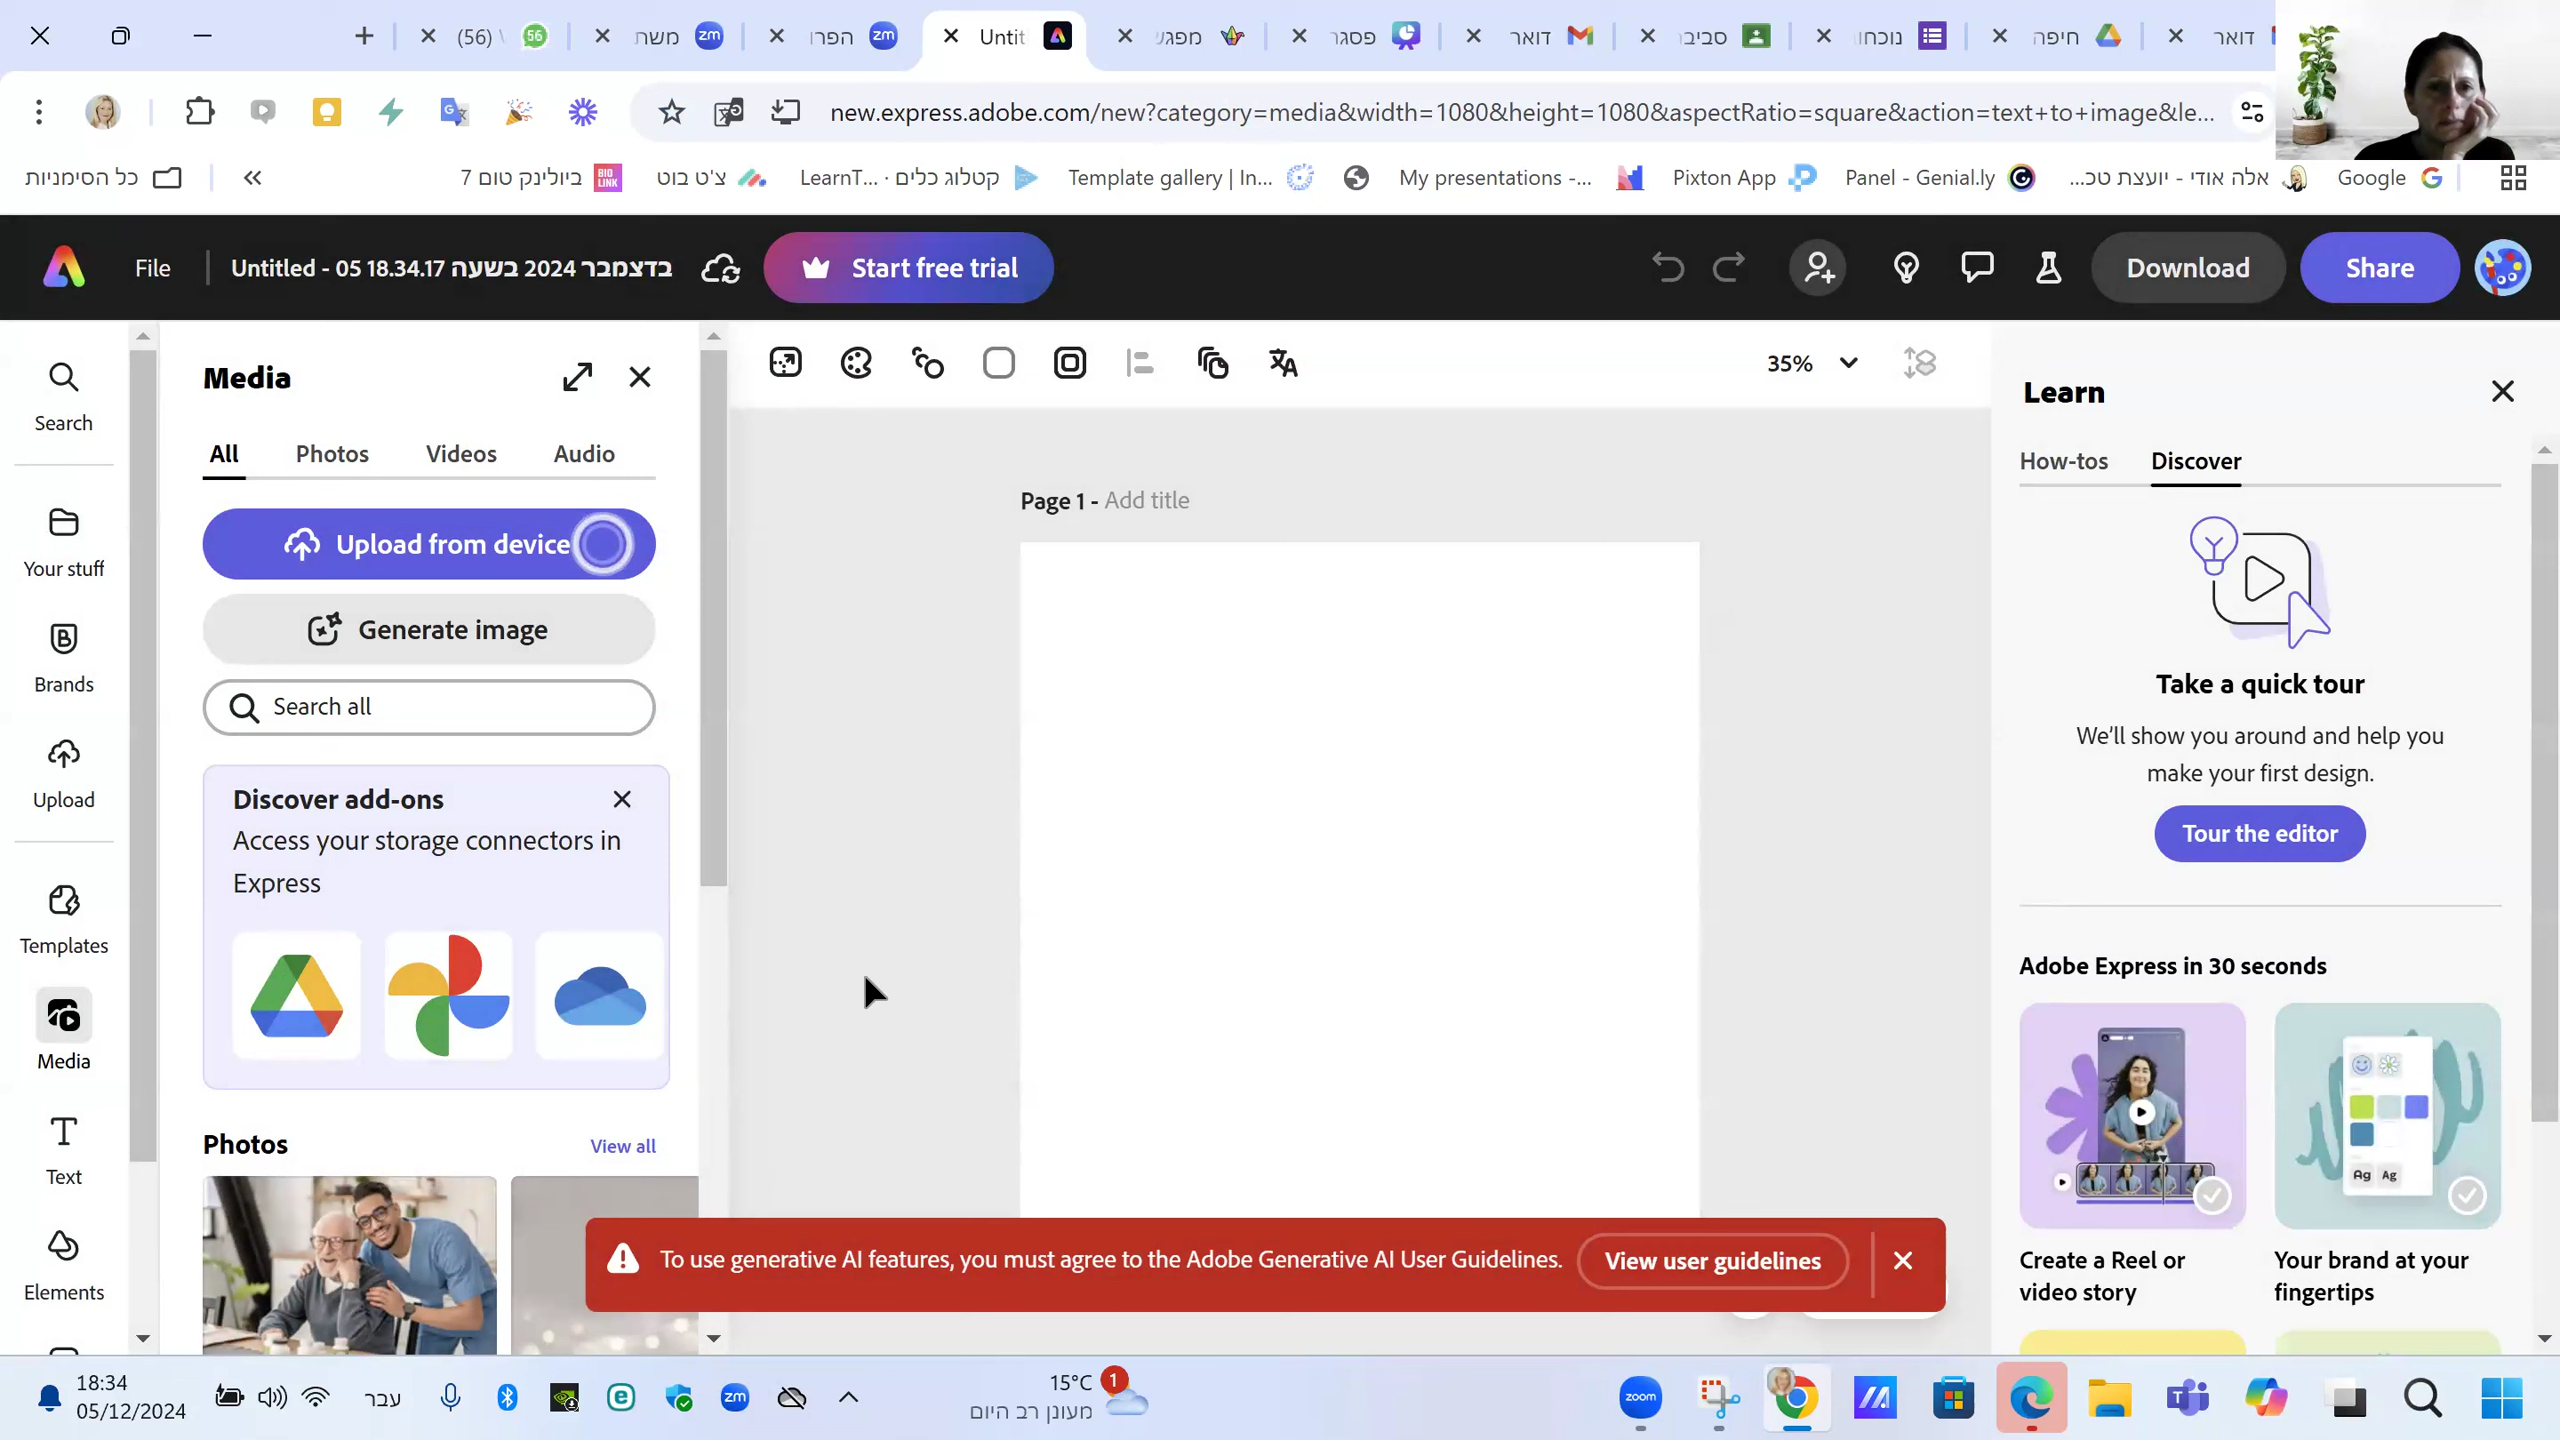 (56)
משת
הפרו
Untit
מפגש
פסגר
דואר
סביב
נוכחו
חיפה
דואר
new.express.adobe.com/new?category=media&width=1080&height=1080&aspectRatio=square&action=text+to+image&le...
כל הסימניות
ביולינק טום 7
צ'ט בוט
LearnT... · קטלוג כלים
Template gallery | In...
My presentations -...
Pixton App
Panel - Genial.ly
אלה אודי - יועצת טכ...
Google
File
Untitled - 05 בדצמבר 2024 בשעה 18.34.17
Start free trial
Download
Share
Search
Your stuff
Brands
Upload
Templates
Media
Text
Elements
Media
All
Photos
Videos
Audio
Upload from device
Generate image
Search all
Discover add-ons
Access your storage connectors in
Express
Photos
View all
35%
Page 1 - Add title
Learn
How-tos
Discover
Take a quick tour
We'll show you around and help you
make your first design.
Tour the editor
Adobe Express in 30 seconds
Create a Reel or
video story
Your brand at your
fingertips
To use generative AI features, you must agree to the Adobe Generative AI User Guidelines.
View user guidelines
18:34
05/12/2024
עבר
15°C
מעונן רב היום
1
zoom